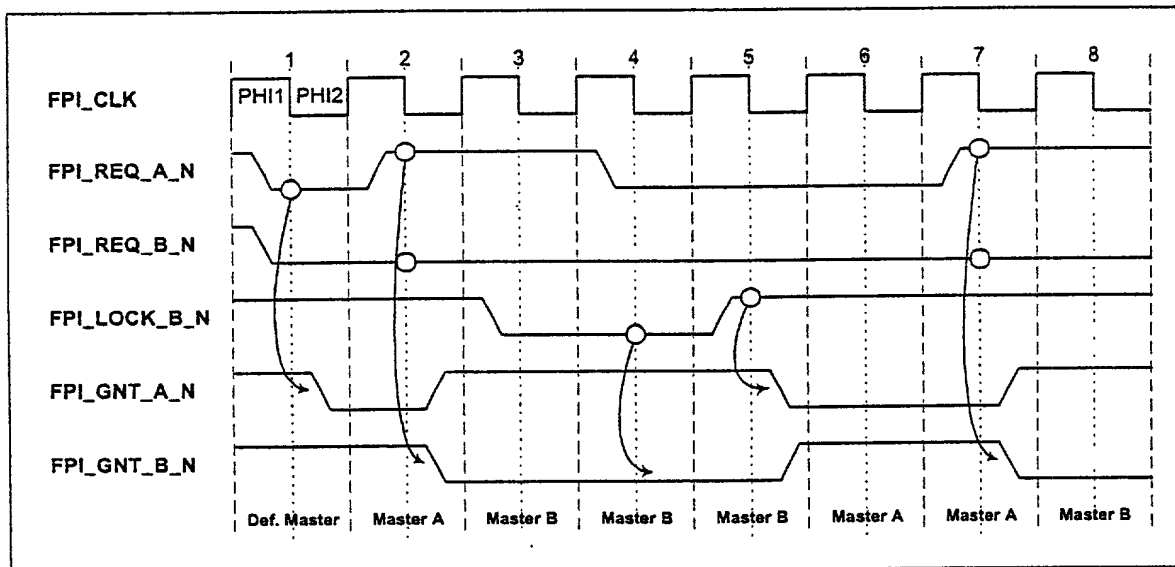 1 2 3 4 5 6 7 8
FPI_CLK PHI1 PHI2
FPI_REQ_A_N
FPI_REQ_B_N
FPI_LOCK_B_N
FPI_GNT_A_N
FPI_GNT_B_N
Def. Master Master A Master B Master B Master B Master A Master A Master B